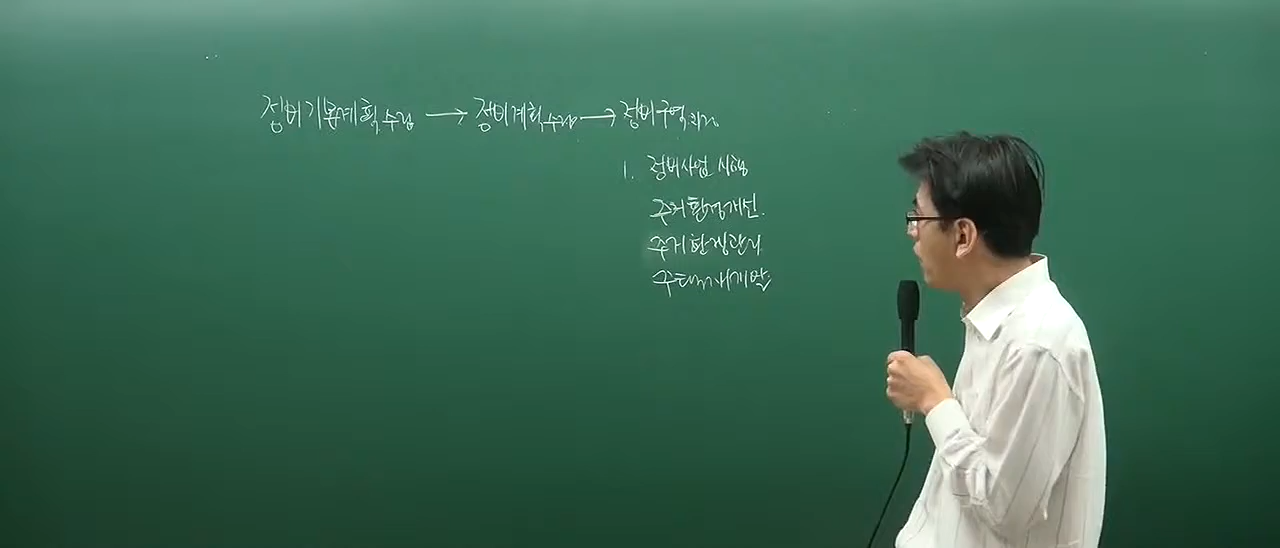 정비기본계획수립 → 정비계획수립 → 정비구역지정
1. 정비사업 시행
주거환경개선.
주거환경관리
주택재개발